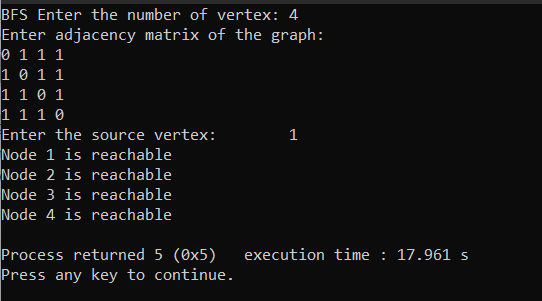 BFS Enter the number of vertex: 4
Enter adjacency matrix of the graph:
0 1 1 1
1 0 1 1
1 1 0 1
1 1 1 0
Enter the source vertex:        1
Node 1 is reachable
Node 2 is reachable
Node 3 is reachable
Node 4 is reachable
Process returned 5 (0x5)   execution time : 17.961 s
Press any key to continue.